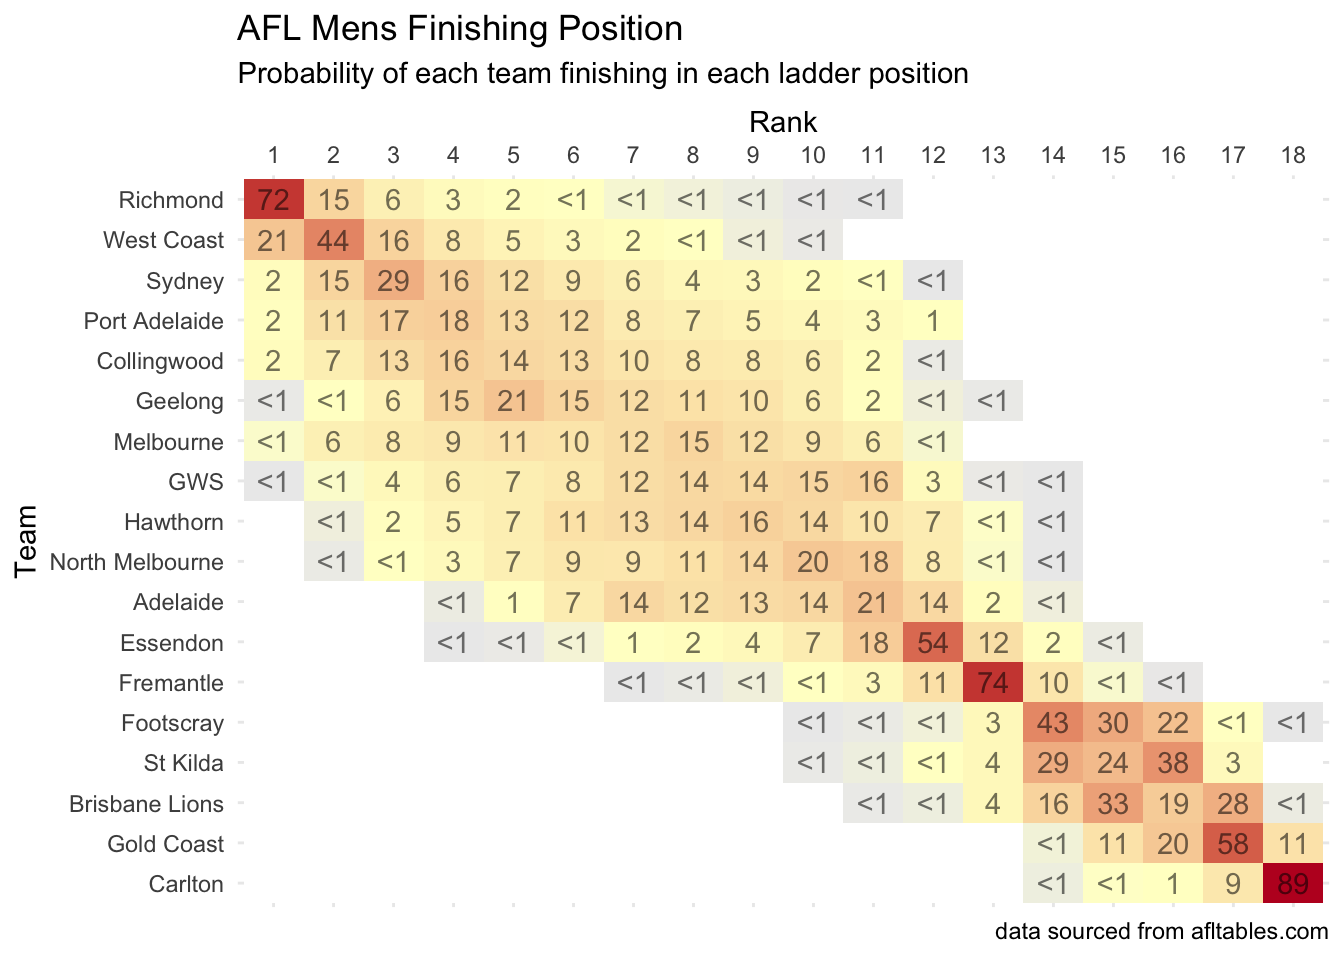 AFL Mens Finishing Position
Probability of each team finishing in each ladder position
Rank
1 2 3 4 5 6 7 8 9 10 11 12 13 14 15 16 17 18
Team
Richmond 72 15 6 3 2 <1 <1 <1 <1 <1 <1
West Coast 21 44 16 8 5 3 2 <1 <1 <1
Sydney 2 15 29 16 12 9 6 4 3 2 <1 <1
Port Adelaide 2 11 17 18 13 12 8 7 5 4 3 1
Collingwood 2 7 13 16 14 13 10 8 8 6 2 <1
Geelong <1 <1 6 15 21 15 12 11 10 6 2 <1 <1
Melbourne <1 6 8 9 11 10 12 15 12 9 6 <1
GWS <1 <1 4 6 7 8 12 14 14 15 16 3 <1 <1
Hawthorn <1 2 5 7 11 13 14 16 14 10 7 <1 <1
North Melbourne <1 <1 3 7 9 9 11 14 20 18 8 <1 <1
Adelaide <1 1 7 14 12 13 14 21 14 2 <1
Essendon <1 <1 <1 1 2 4 7 18 54 12 2 <1
Fremantle <1 <1 <1 <1 3 11 74 10 <1 <1
Footscray <1 <1 <1 3 43 30 22 <1 <1
St Kilda <1 <1 <1 4 29 24 38 3
Brisbane Lions <1 <1 4 16 33 19 28 <1
Gold Coast <1 11 20 58 11
Carlton <1 <1 1 9 89
data sourced from afltables.com